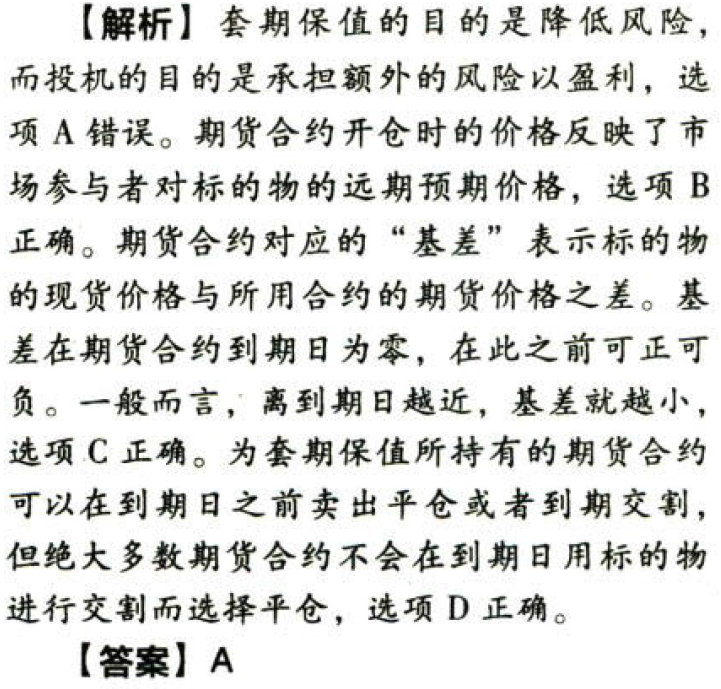 【解析】套期保值的目的是降低风险，
而投机的目的是承担额外的风险以盈利，选
项 A 错误。期货合约开仓时的价格反映了市
场参与者对标的物的远期预期价格，选项 B
正确。期货合约对应的“基差”表示标的物
的现货价格与所用合约的期货价格之差。基
差在期货合约到期日为零，在此之前可正可
负。一般而言，离到期日越近，基差就越小，
选项 C 正确。为套期保值所持有的期货合约
可以在到期日之前卖出平仓或者到期交割，
但绝大多数期货合约不会在到期日用标的物
进行交割而选择平仓，选项 D 正确。
【答案】A